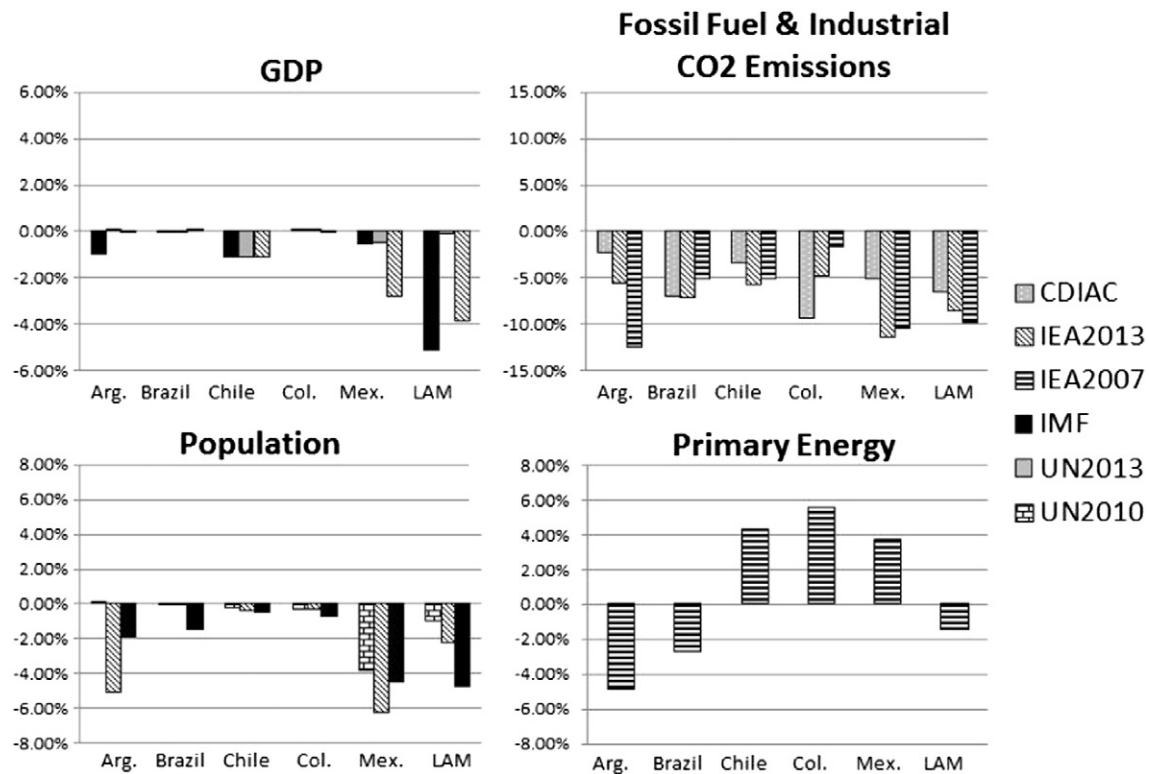 GDP
6.00%
4.00%
2.00%
0.00%
-2.00%
-4.00%
-6.00%
Arg. Brazil Chile Col. Mex. LAM
Fossil Fuel & Industrial
CO2 Emissions
15.00%
10.00%
5.00%
0.00%
-5.00%
-10.00%
-15.00%
Arg. Brazil Chile Col. Mex. LAM
Population
8.00%
6.00%
4.00%
2.00%
0.00%
-2.00%
-4.00%
-6.00%
-8.00%
Arg. Brazil Chile Col. Mex. LAM
Primary Energy
8.00%
6.00%
4.00%
2.00%
0.00%
-2.00%
-4.00%
-6.00%
-8.00%
Arg. Brazil Chile Col. Mex. LAM
CDIAC
IEA2013
IEA2007
IMF
UN2013
UN2010